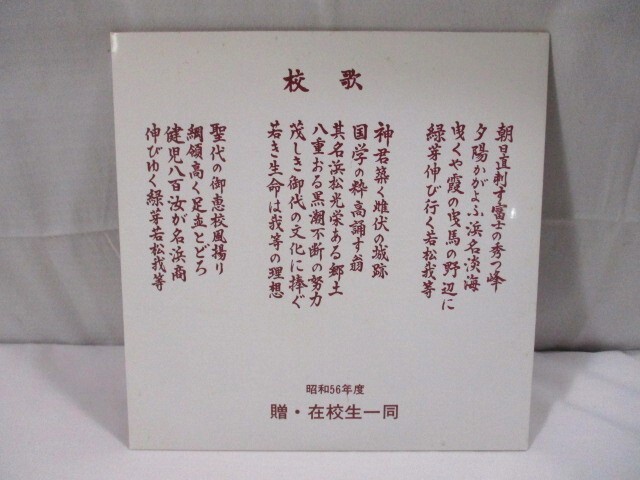 校歌
朝日直刺す富士の秀つ峰
夕陽かがよふ浜名淡海
曳くや霞の曳馬の野辺に
緑芽伸び行く若松我等
神君築く雌伏の城跡
国学の粋高誦す翁
其名浜松光栄ある郷土
八重おる黒潮不断の努力
茂しき御代の文化に捧ぐ
若き生命は我等の理想
聖代の御恵校風揚り
綱領高く足並とどろ
健児八百汝が名浜商
伸びゆく緑芽若松我等
昭和56年度
贈・在校生一同